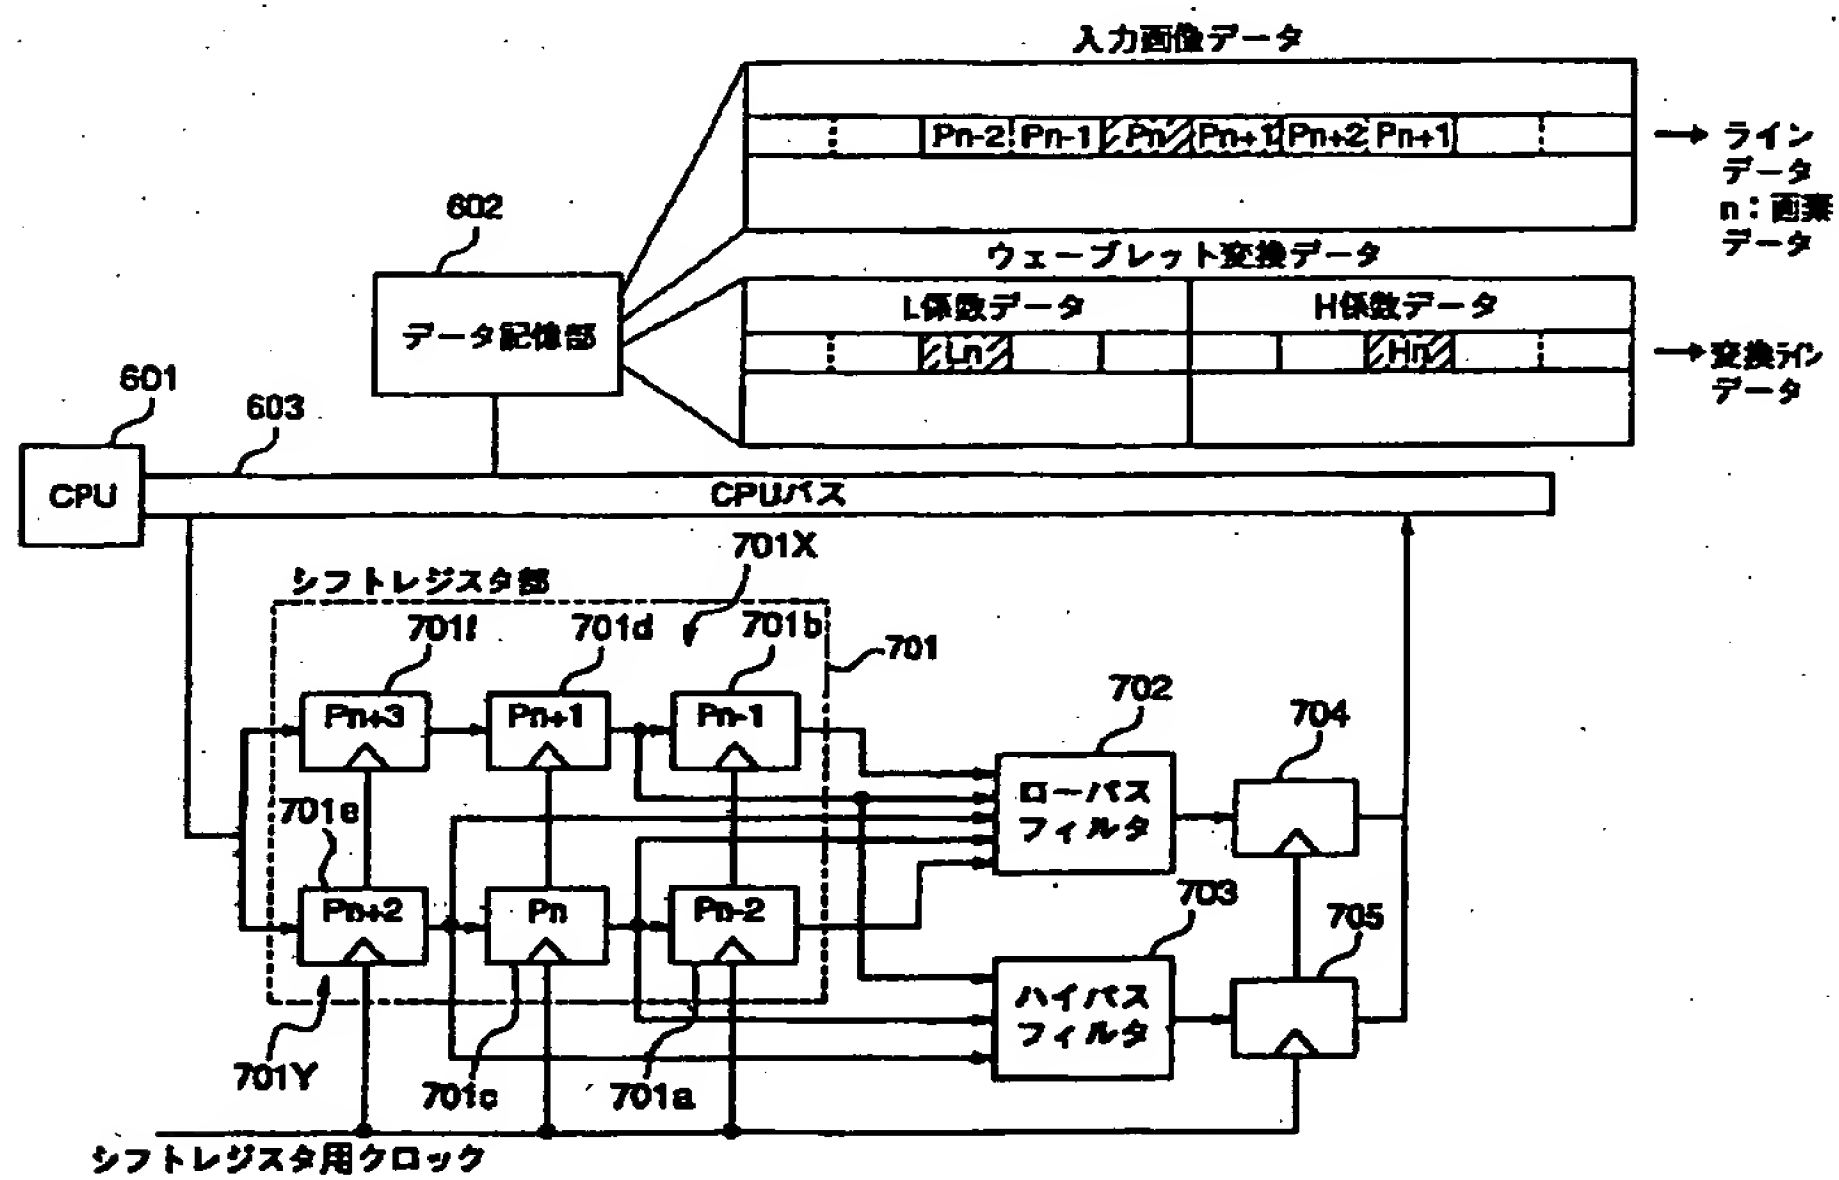 入力画像データ
Pn-2 Pn-1 Pn Pn+1 Pn+2 Pn+1
ライン
データ
n:画素
データ
602
データ記憶部
ウェーブレット変換データ
L係数データ H係数データ
Ln Hn
変換ライン
データ
601
603
CPU
CPUバス
シフトレジスタ部
701X
701f 701d 701b
701
Pn+3 Pn+1 Pn-1
702
704
ローパス
フィルタ
701e
Pn+2 Pn Pn-2
703
705
ハイパス
フィルタ
701Y
701c 701a
シフトレジスタ用クロック